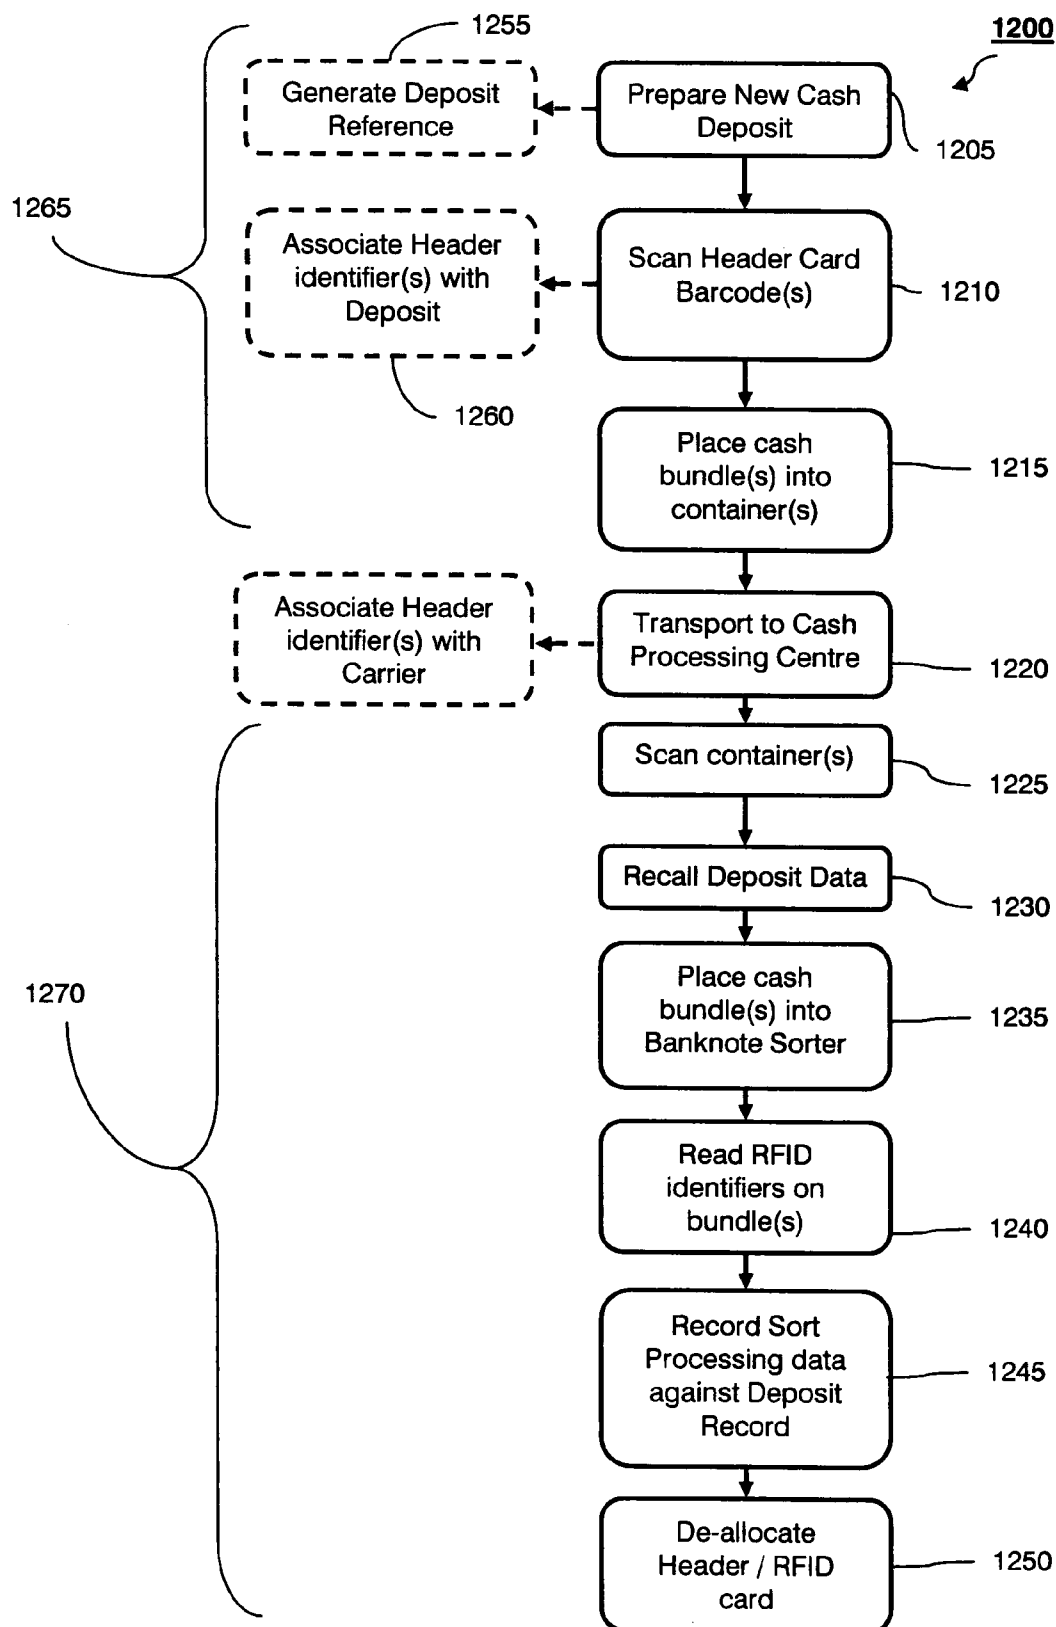 1200
1255
Generate Deposit
Reference
Prepare New Cash
Deposit
1205
1265
Associate Header
identifier(s) with
Deposit
Scan Header Card
Barcode(s)
1210
1260
Place cash
bundle(s) into
container(s)
1215
Associate Header
identifier(s) with
Carrier
Transport to Cash
Processing Centre
1220
Scan container(s)
1225
Recall Deposit Data
1230
1270
Place cash
bundle(s) into
Banknote Sorter
1235
Read RFID
identifiers on
bundle(s)
1240
Record Sort
Processing data
against Deposit
Record
1245
De-allocate
Header / RFID
card
1250